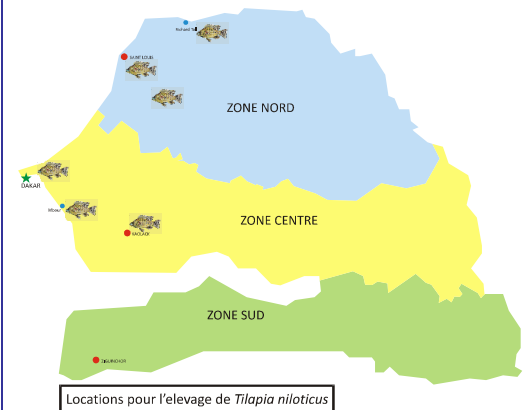 Richard Toll
SAINT LOUIS
ZONE NORD
DAKAR
Mbour
ZONE CENTRE
KAOLACK
ZONE SUD
ZIGUINCHOR
Locations pour l'elevage de Tilapia niloticus